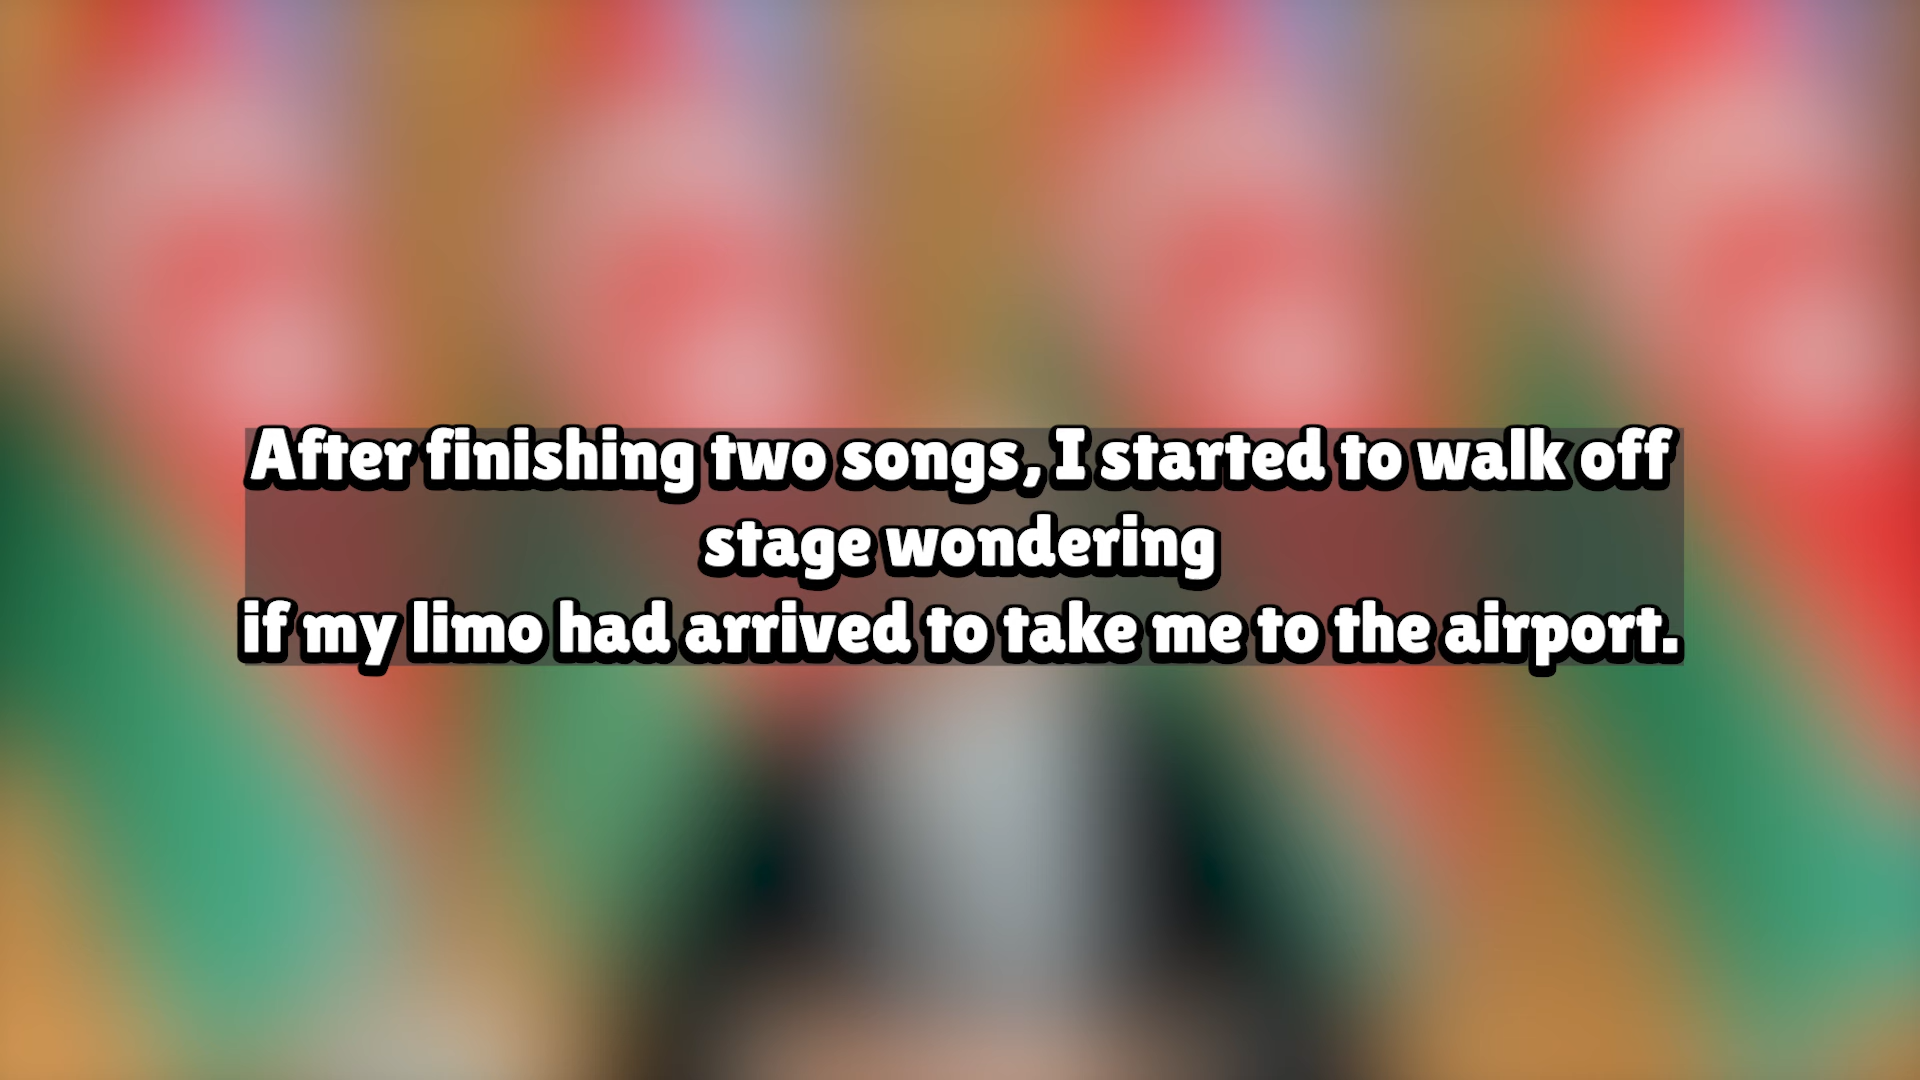 After finishing two songs, I started to walk off
stage wondering
if my limo had arrived to take me to the airport.